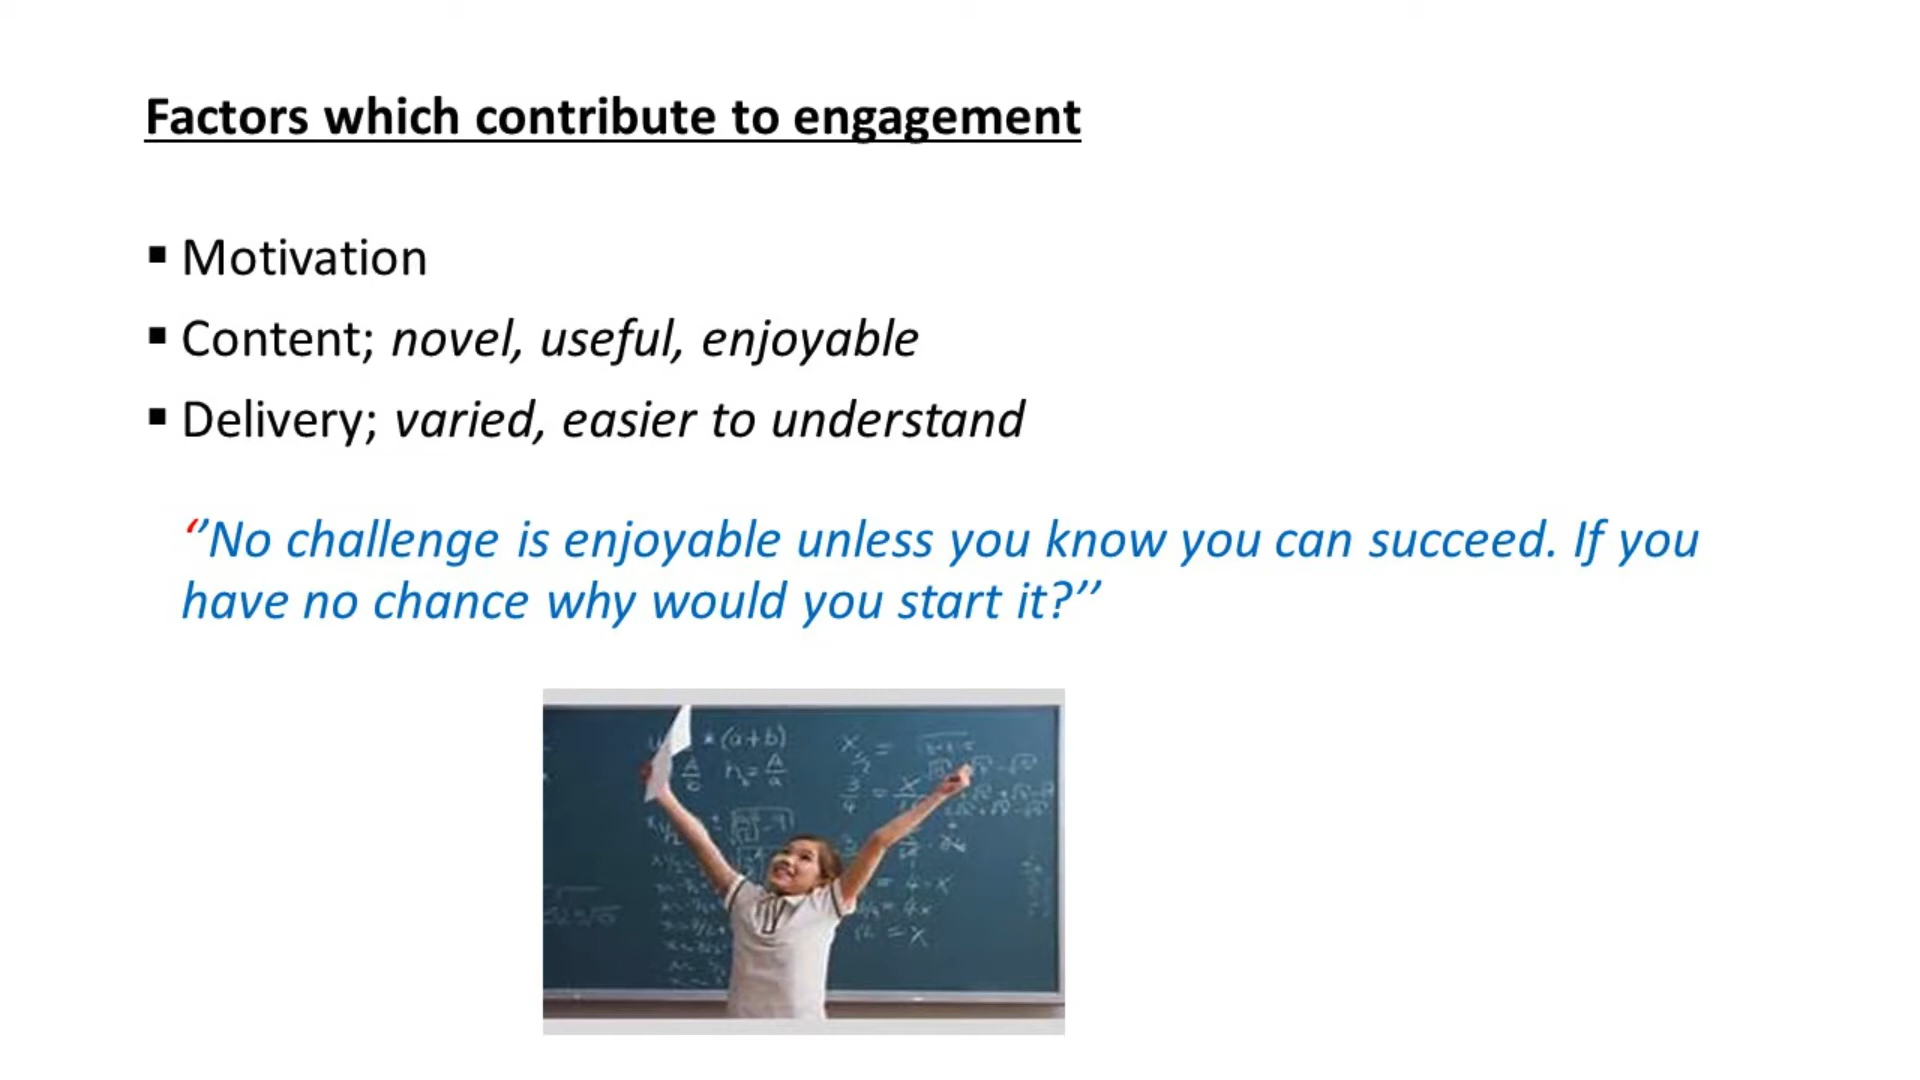 Factors which contribute to engagement
▪ Motivation
▪ Content; novel, useful, enjoyable
▪ Delivery; varied, easier to understand
‘’No challenge is enjoyable unless you know you can succeed. If you
have no chance why would you start it?’’
* (a+b)